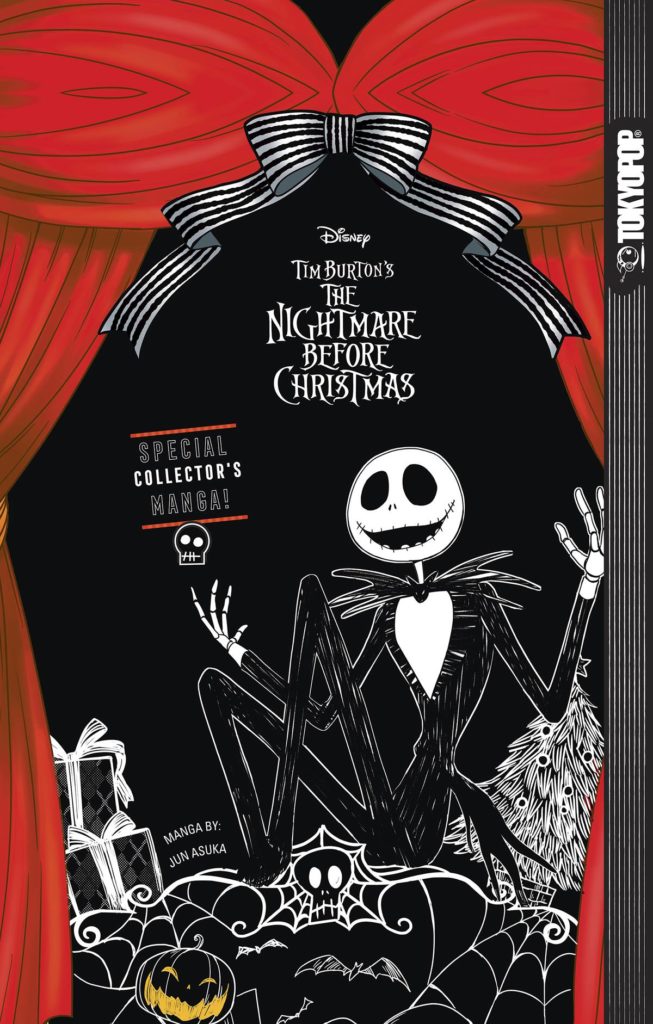 Disney
TIM BURTON'S
THE
NIGHTMARE
BEFORE
CHRISTMAS
SPECIAL
COLLECTOR'S
MANGA!
MANGA BY:
JUN ASUKA
TOKYOPOP®